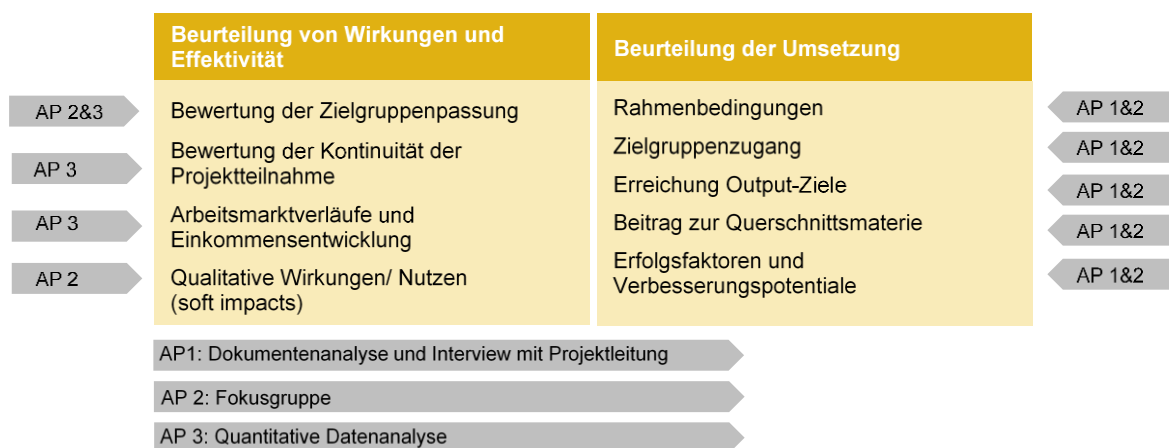 Beurteilung von Wirkungen und
Effektivität
AP 2&3
Bewertung der Zielgruppenpassung
AP 3
Bewertung der Kontinuität der
Projektteilnahme
AP 3
Arbeitsmarktverläufe und
Einkommensentwicklung
AP 2
Qualitative Wirkungen/ Nutzen
(soft impacts)
Beurteilung der Umsetzung
Rahmenbedingungen
AP 1&2
Zielgruppenzugang
AP 1&2
Erreichung Output-Ziele
AP 1&2
Beitrag zur Querschnittsmaterie
AP 1&2
Erfolgsfaktoren und
Verbesserungspotentiale
AP 1&2
AP1: Dokumentenanalyse und Interview mit Projektleitung
AP 2: Fokusgruppe
AP 3: Quantitative Datenanalyse